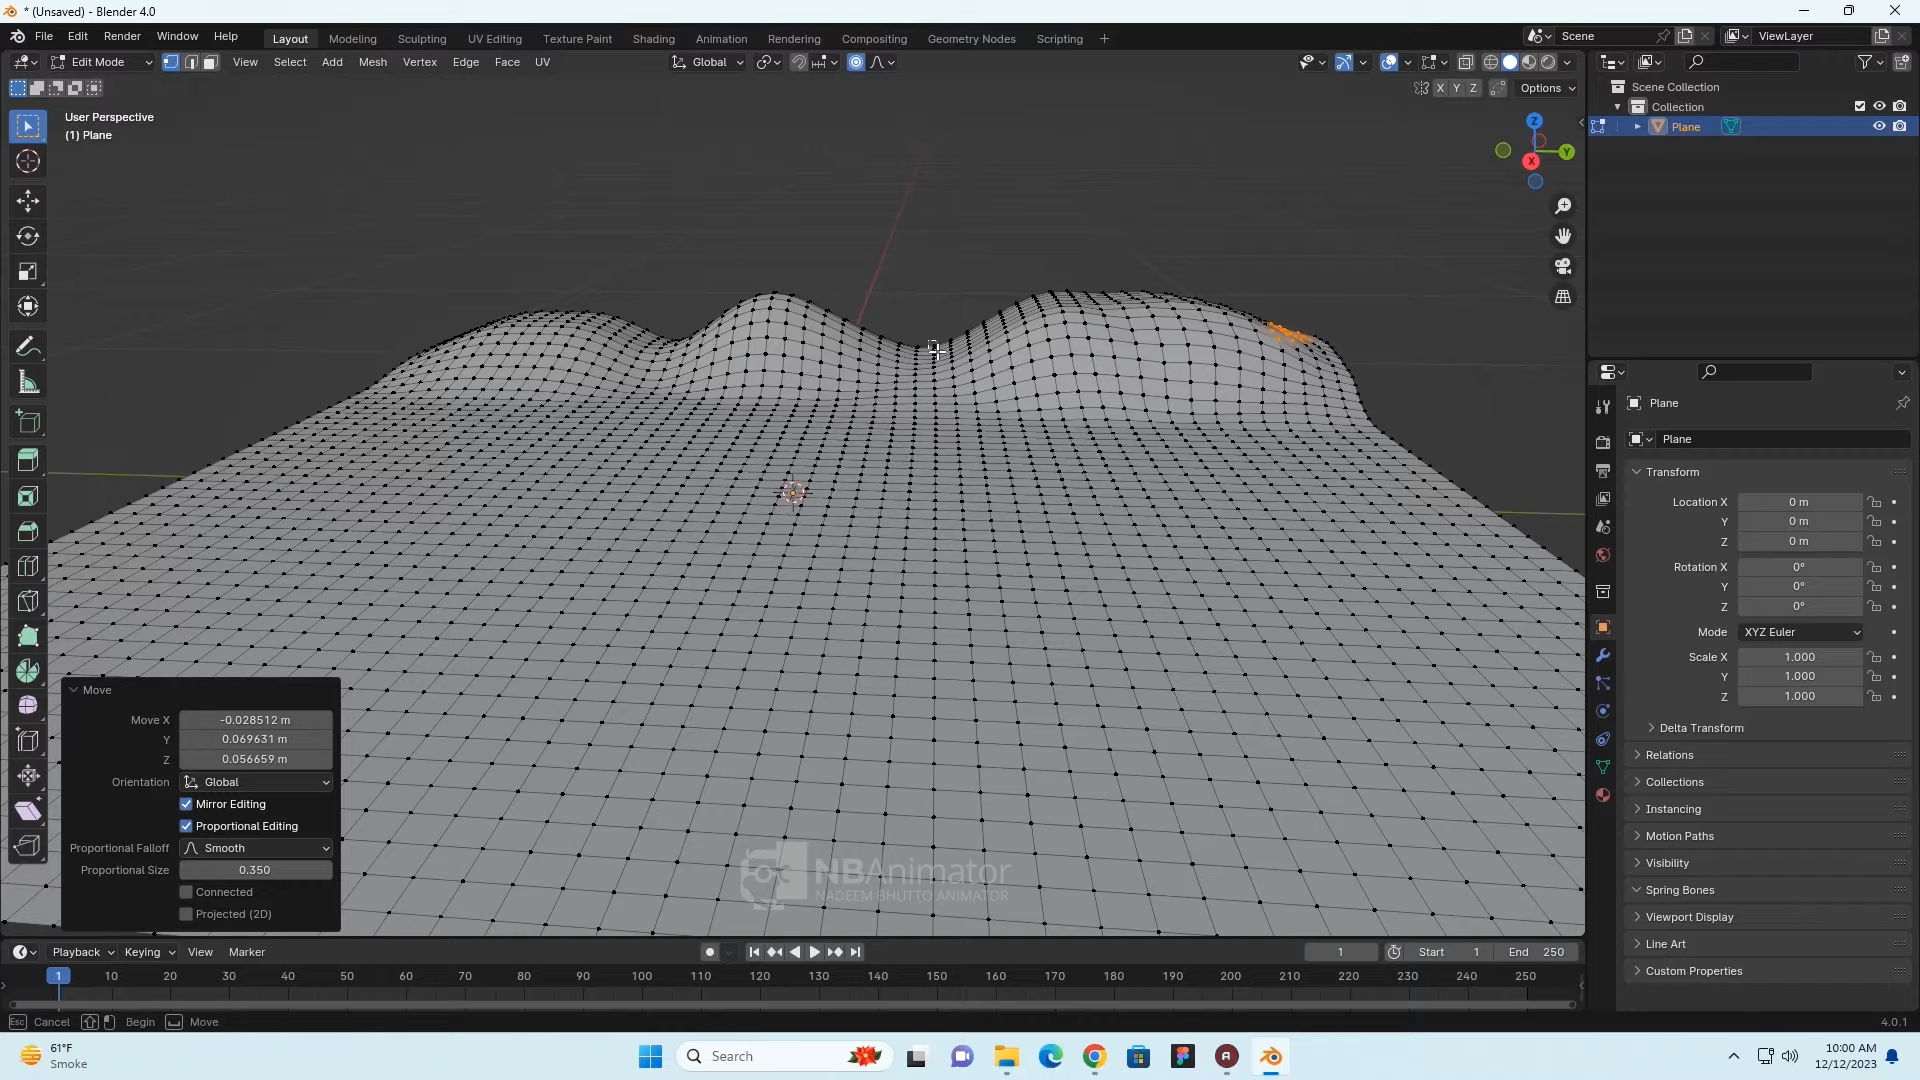 * (Unsaved) - Blender 4.0
File Edit Render Window Help
Layout Modeling Sculpting UV Editing Texture Paint Shading Animation Rendering Compositing Geometry Nodes Scripting +
Scene ViewLayer
Edit Mode View Select Add Mesh Vertex Edge Face UV
Global
X Y Z Options
User Perspective
(1) Plane
Z
Y
X
Scene Collection
Collection
Plane
Plane
Plane
Transform
Location X 0 m
Y 0 m
Z 0 m
Rotation X 0°
Y 0°
Z 0°
Mode XYZ Euler
Scale X 1.000
Y 1.000
Z 1.000
Delta Transform
Relations
Collections
Instancing
Motion Paths
Visibility
Spring Bones
Viewport Display
Line Art
Custom Properties
Move
Move X -0.028512 m
Y 0.069631 m
Z 0.056659 m
Orientation Global
Mirror Editing
Proportional Editing
Proportional Falloff Smooth
Proportional Size 0.350
Connected
Projected (2D)
NBAnimator
NADEEM BHUTTO ANIMATOR
Playback Keying View Marker
1 Start 1 End 250
1 10 20 30 40 50 60 70 80 90 100 110 120 130 140 150 160 170 180 190 200 210 220 230 240 250
Esc Cancel Begin Move
4.0.1
61°F
Smoke
Search
10:00 AM
12/12/2023